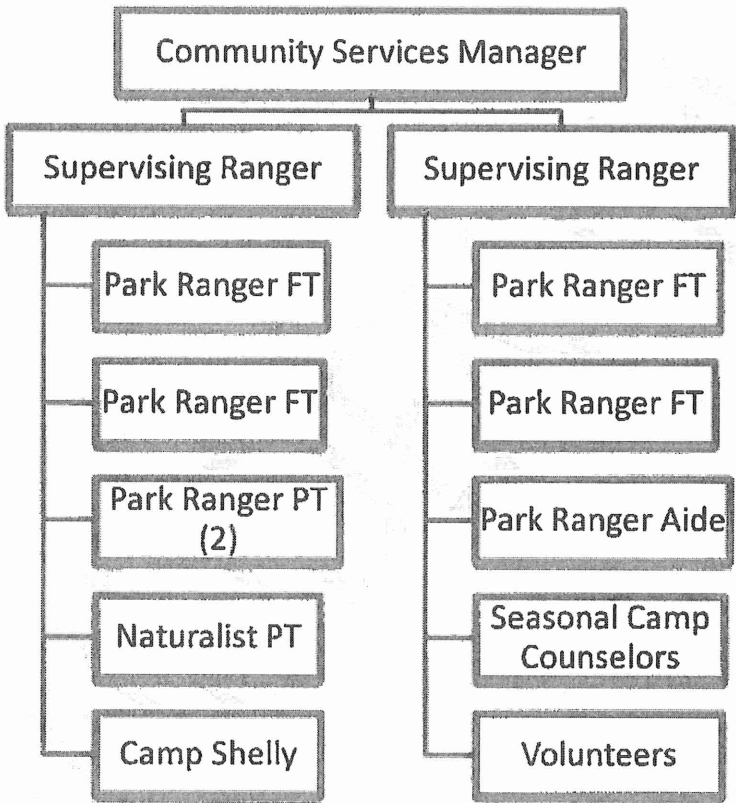 Community Services Manager
Supervising Ranger
Park Ranger FT
Park Ranger FT
Park Ranger PT
(2)
Naturalist PT
Camp Shelly
Supervising Ranger
Park Ranger FT
Park Ranger FT
Park Ranger Aide
Seasonal Camp
Counselors
Volunteers